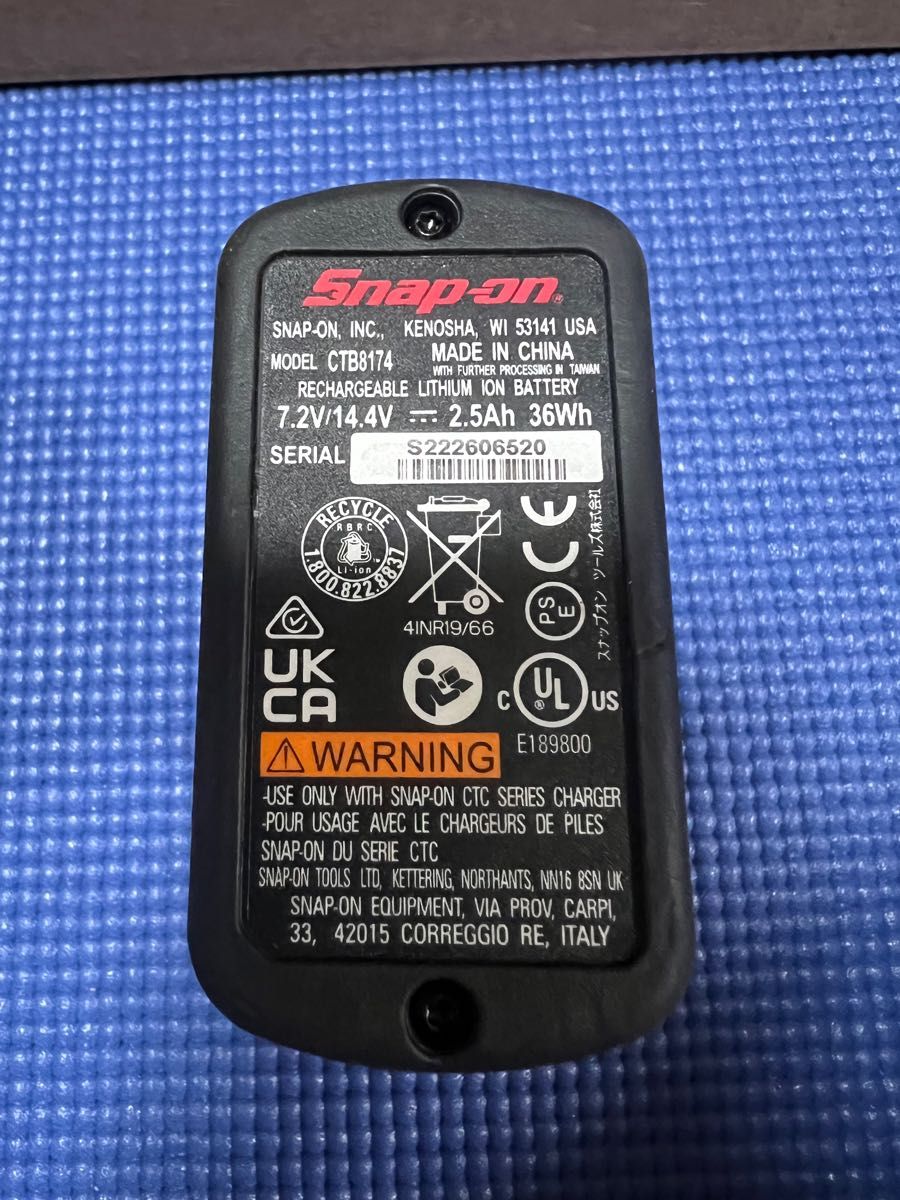 Snap-on®
SNAP-ON, INC., KENOSHA, WI 53141 USA
MODEL CTB8174 MADE IN CHINA
WITH FURTHER PROCESSING IN TAIWAN
RECHARGEABLE LITHIUM ION BATTERY
7.2V/14.4V ⎓ 2.5Ah 36Wh
SERIAL S222606520
RECYCLE
RBRC
Li-ion
1.800.822.8837
CE
4INR19/66
PSE
スナップオン ツールズ株式会社
UK
CA
C UL® US
E189800
⚠ WARNING
-USE ONLY WITH SNAP-ON CTC SERIES CHARGER
-POUR USAGE AVEC LE CHARGEURS DE PILES
SNAP-ON DU SERIE CTC
SNAP-ON TOOLS LTD, KETTERING, NORTHANTS, NN16 8SN UK
SNAP-ON EQUIPMENT, VIA PROV, CARPI,
33, 42015 CORREGGIO RE, ITALY